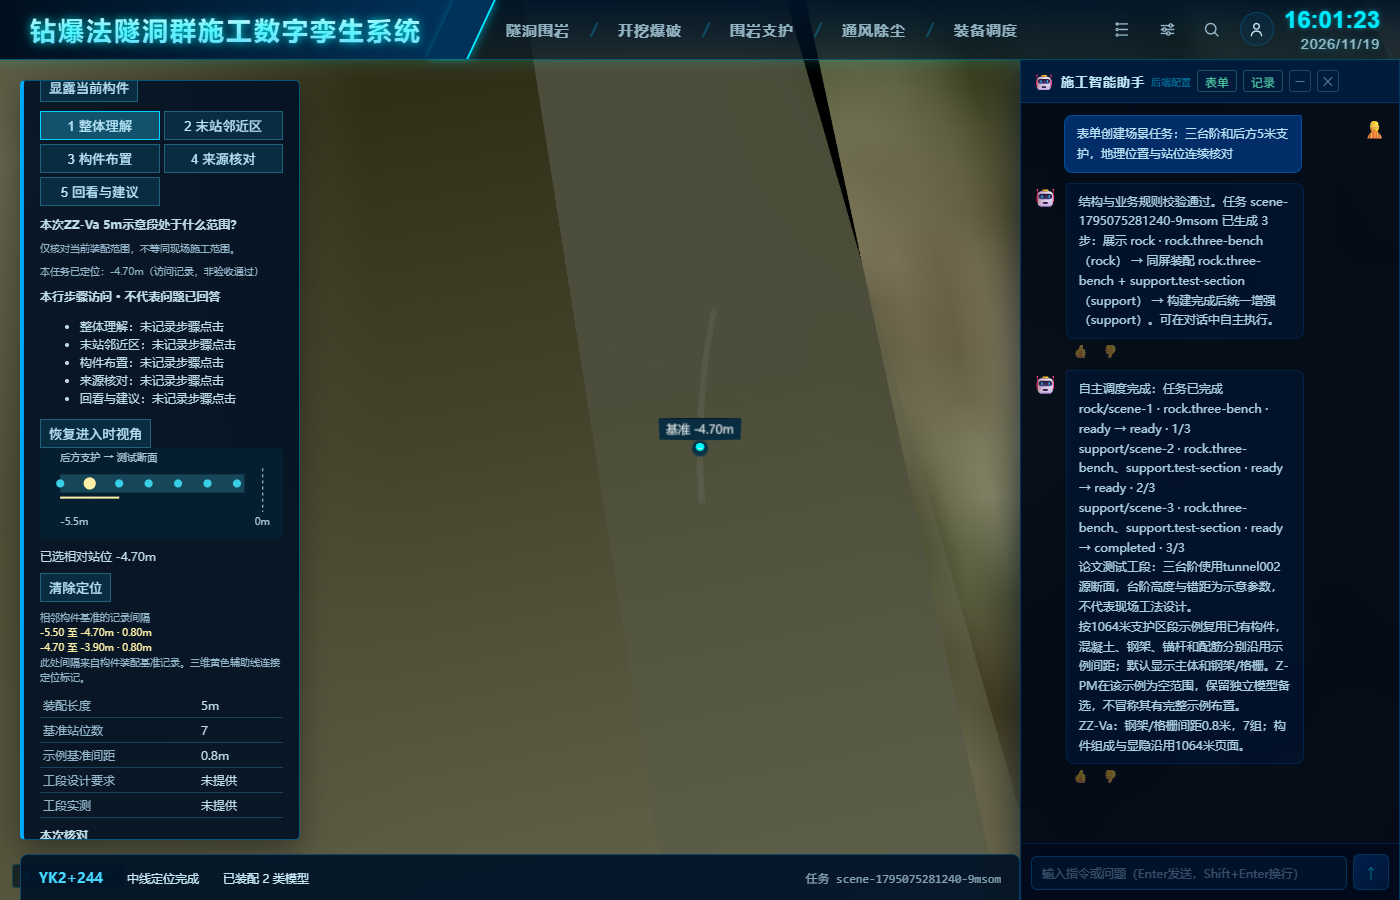 钻爆法隧洞群施工数字孪生系统
隧洞围岩 / 开挖爆破 / 围岩支护 / 通风除尘 / 装备调度
16:01:23
2026/11/19
显露当前构件
1 整体理解
2 末站邻近区
3 构件布置
4 来源核对
5 回看与建议
本次ZZ-Va 5m示意段处于什么范围?
仅核对当前装配范围，不等同现场施工范围。
本任务已定位：-4.70m（访问记录，非验收通过）
本行步骤访问 • 不代表问题已回答
• 整体理解：未记录步骤点击
• 末站邻近区：未记录步骤点击
• 构件布置：未记录步骤点击
• 来源核对：未记录步骤点击
• 回看与建议：未记录步骤点击
恢复进入时视角
后方支护 → 测试断面
-5.5m
0m
已选相对站位 -4.70m
清除定位
相邻构件基准的记录间隔
-5.50 至 -4.70m · 0.80m
-4.70 至 -3.90m · 0.80m
此处间隔来自构件装配基准记录。三维黄色辅助线连接
定位标记。
装配长度 5m
基准站位数 7
示例基准间距 0.8m
工段设计要求 未提供
工段实测 未提供
本次核对
基准 -4.70m
YK2+244 中线定位完成 已装配 2 类模型
任务 scene-1795075281240-9msom
施工智能助手 后端配置 表单 记录
表单创建场景任务：三台阶和后方5米支
护，地理位置与站位连续核对
结构与业务规则校验通过。任务 scene-
1795075281240-9msom 已生成 3
步：展示 rock · rock.three-bench
（rock） → 同屏装配 rock.three-
bench + support.test-section
（support） → 构建完成后统一增强
（support）。可在对话中自主执行。
自主调度完成：任务已完成
rock/scene-1 · rock.three-bench ·
ready → ready · 1/3
support/scene-2 · rock.three-
bench、support.test-section · ready
→ ready · 2/3
support/scene-3 · rock.three-
bench、support.test-section · ready
→ completed · 3/3
论文测试工段：三台阶使用tunnel002
源断面，台阶高度与错距为示意参数，
不代表现场工法设计。
按1064米支护区段示例复用已有构件，
混凝土、钢架、锚杆和配筋分别沿用示
例间距；默认显示主体和钢架/格栅。Z-
PM在该示例为空范围，保留独立模型备
选，不冒称其有完整示例布置。
ZZ-Va：钢架/格栅间距0.8米，7组；构
件组成与显隐沿用1064米页面。
输入指令或问题（Enter发送，Shift+Enter换行）